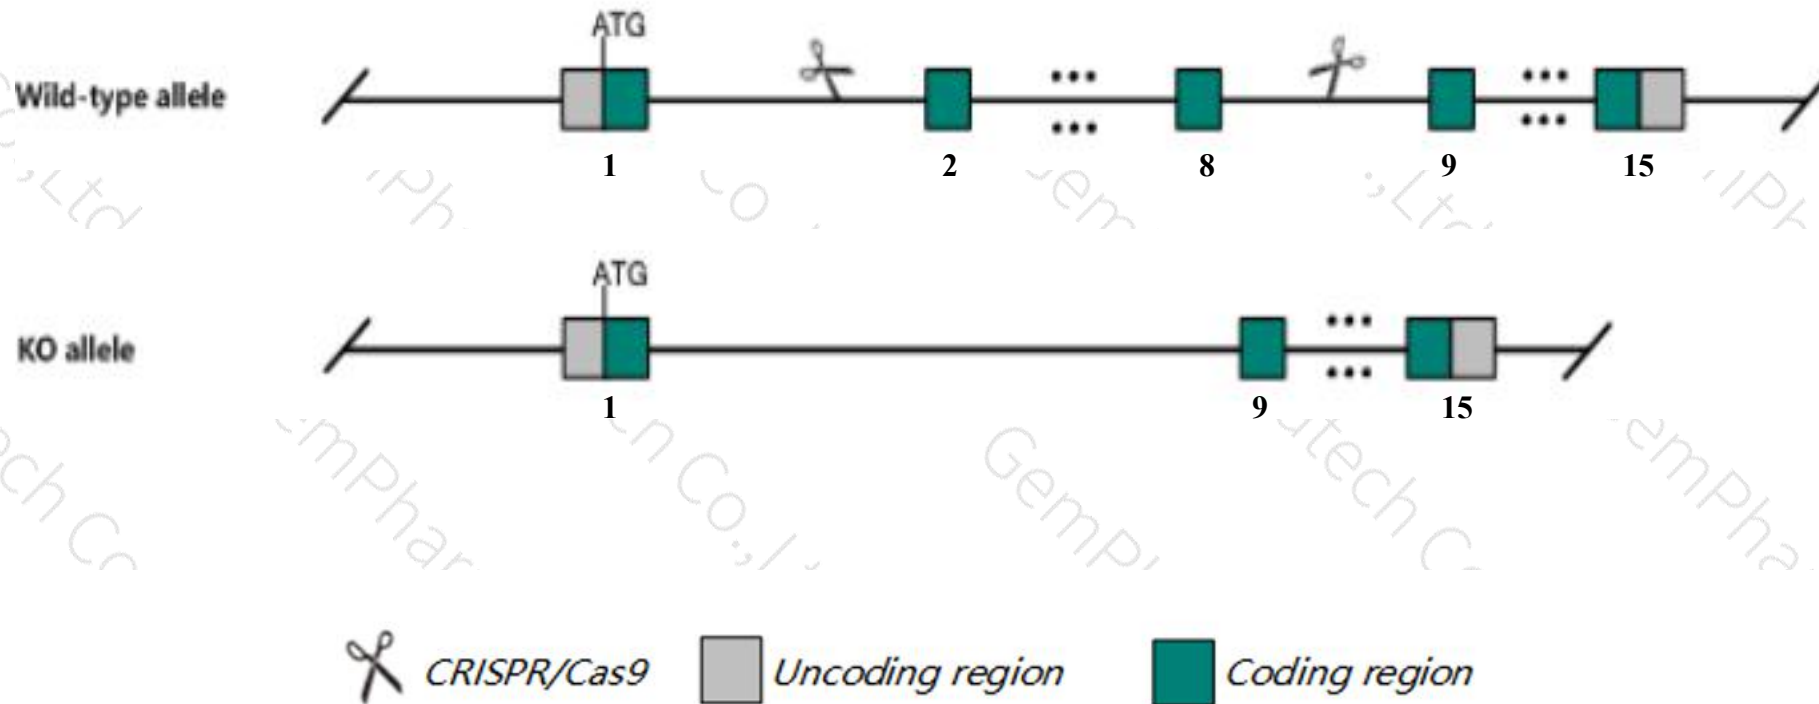 ATG
Wild-type allele
1 2 8 9 15
ATG
KO allele
1 9 15
CRISPR/Cas9 Uncoding region Coding region